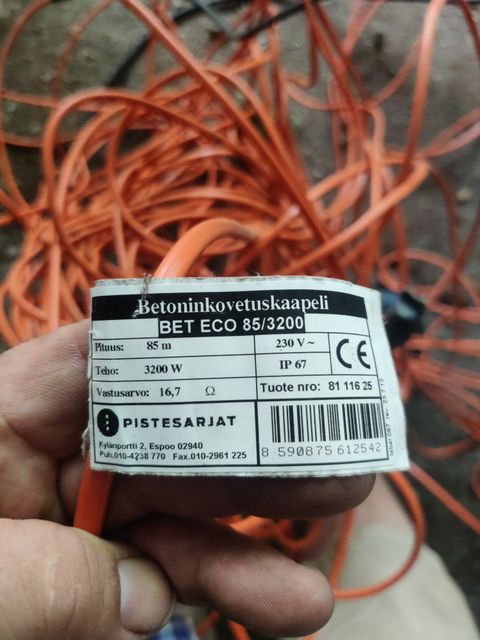 Betoninkovetuskaapeli
BET ECO 85/3200
Pituus: 85 m
230 V ~
Teho: 3200 W
IP 67
CE
Vastusarvo: 16,7 Ω
Tuote nro: 81 116 25
PISTESARJAT
Kylänportti 2, Espoo 02940
Puh.010-4238 770 Fax.010-2961 225
8 590875 612542